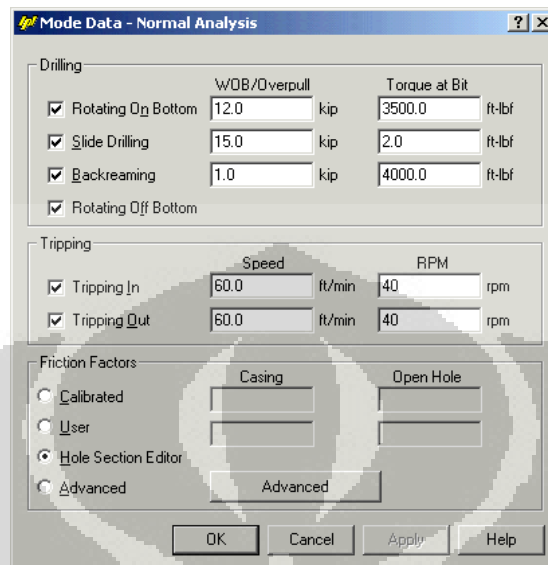 Mode Data - Normal Analysis
Drilling
WOB/Overpull Torque at Bit
Rotating On Bottom 12.0 kip 3500.0 ft-lbf
Slide Drilling 15.0 kip 2.0 ft-lbf
Backreaming 1.0 kip 4000.0 ft-lbf
Rotating Off Bottom
Tripping
Speed RPM
Tripping In 60.0 ft/min 40 rpm
Tripping Out 60.0 ft/min 40 rpm
Friction Factors
Casing Open Hole
Calibrated
User
Hole Section Editor
Advanced Advanced
OK Cancel Apply Help